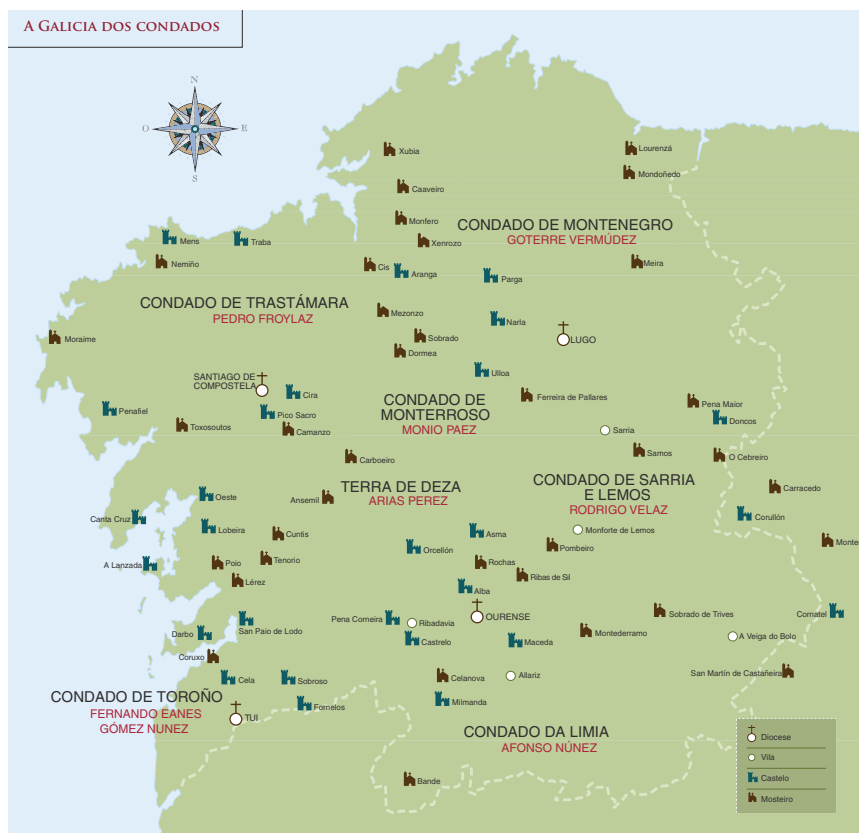 A Galicia dos condados
N
O
E
S
Xubia
Lourenzá
Mondoñedo
Caaveiro
Monfero
CONDADO DE MONTENEGRO
GOTERRE VERMÚDEZ
Xenrozo
Mens
Traba
Nemiño
Cis
Aranga
Parga
Meira
CONDADO DE TRASTÁMARA
PEDRO FROYLAZ
Mezonzo
Narla
Moraime
Sobrado
LUGO
Dormea
Ulloa
SANTIAGO DE
COMPOSTELA
Cira
CONDADO DE
MONTERROSO
MONIO PAEZ
Ferreira de Pallares
Pena Maior
Penafiel
Pico Sacro
Doncos
Toxosoutos
Camanzo
Sarria
Carboeiro
Samos
O Cebreiro
TERRA DE DEZA
ARIAS PEREZ
CONDADO DE SARRIA
E LEMOS
RODRIGO VELAZ
Carracedo
Oeste
Ansemil
Canta Cruz
Corullón
Lobeira
Cuntis
Asma
Monforte de Lemos
Orcellón
Pombeiro
Monte
A Lanzada
Poio
Tenorio
Rochas
Lérez
Ribas de Sil
Alba
San Paio de Lodo
Pena Corneira
Ribadavia
OURENSE
Sobrado de Trives
Cornatel
Darbo
Castrelo
Maceda
Montederramo
A Veiga do Bolo
Coruxo
Cela
Sobroso
Celanova
Allariz
San Martín de Castañeira
CONDADO DE TOROÑO
FERNANDO EANES
GÓMEZ NUNEZ
Fornelos
Milmanda
TUI
CONDADO DA LIMIA
AFONSO NÚNEZ
Bande
Diocese
Vila
Castelo
Mosteiro